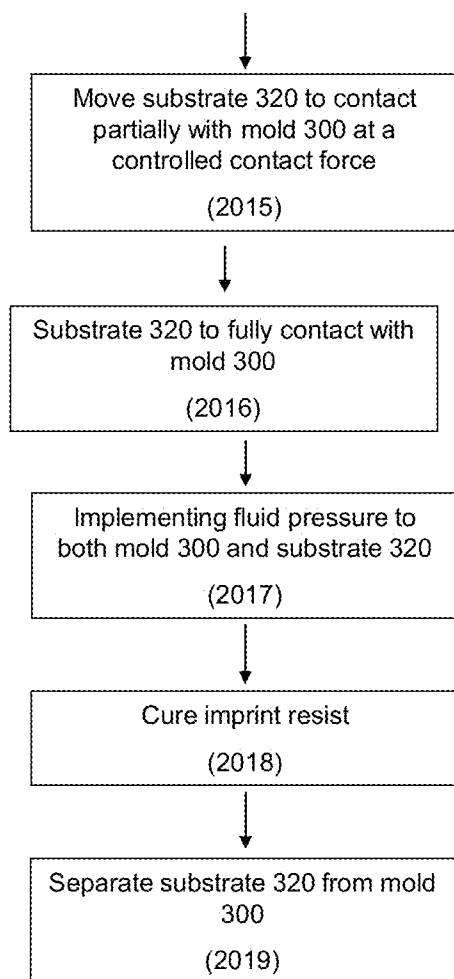 Move substrate 320 to contact
partially with mold 300 at a
controlled contact force
(2015)
Substrate 320 to fully contact with
mold 300
(2016)
Implementing fluid pressure to
both mold 300 and substrate 320
(2017)
Cure imprint resist
(2018)
Separate substrate 320 from mold
300
(2019)